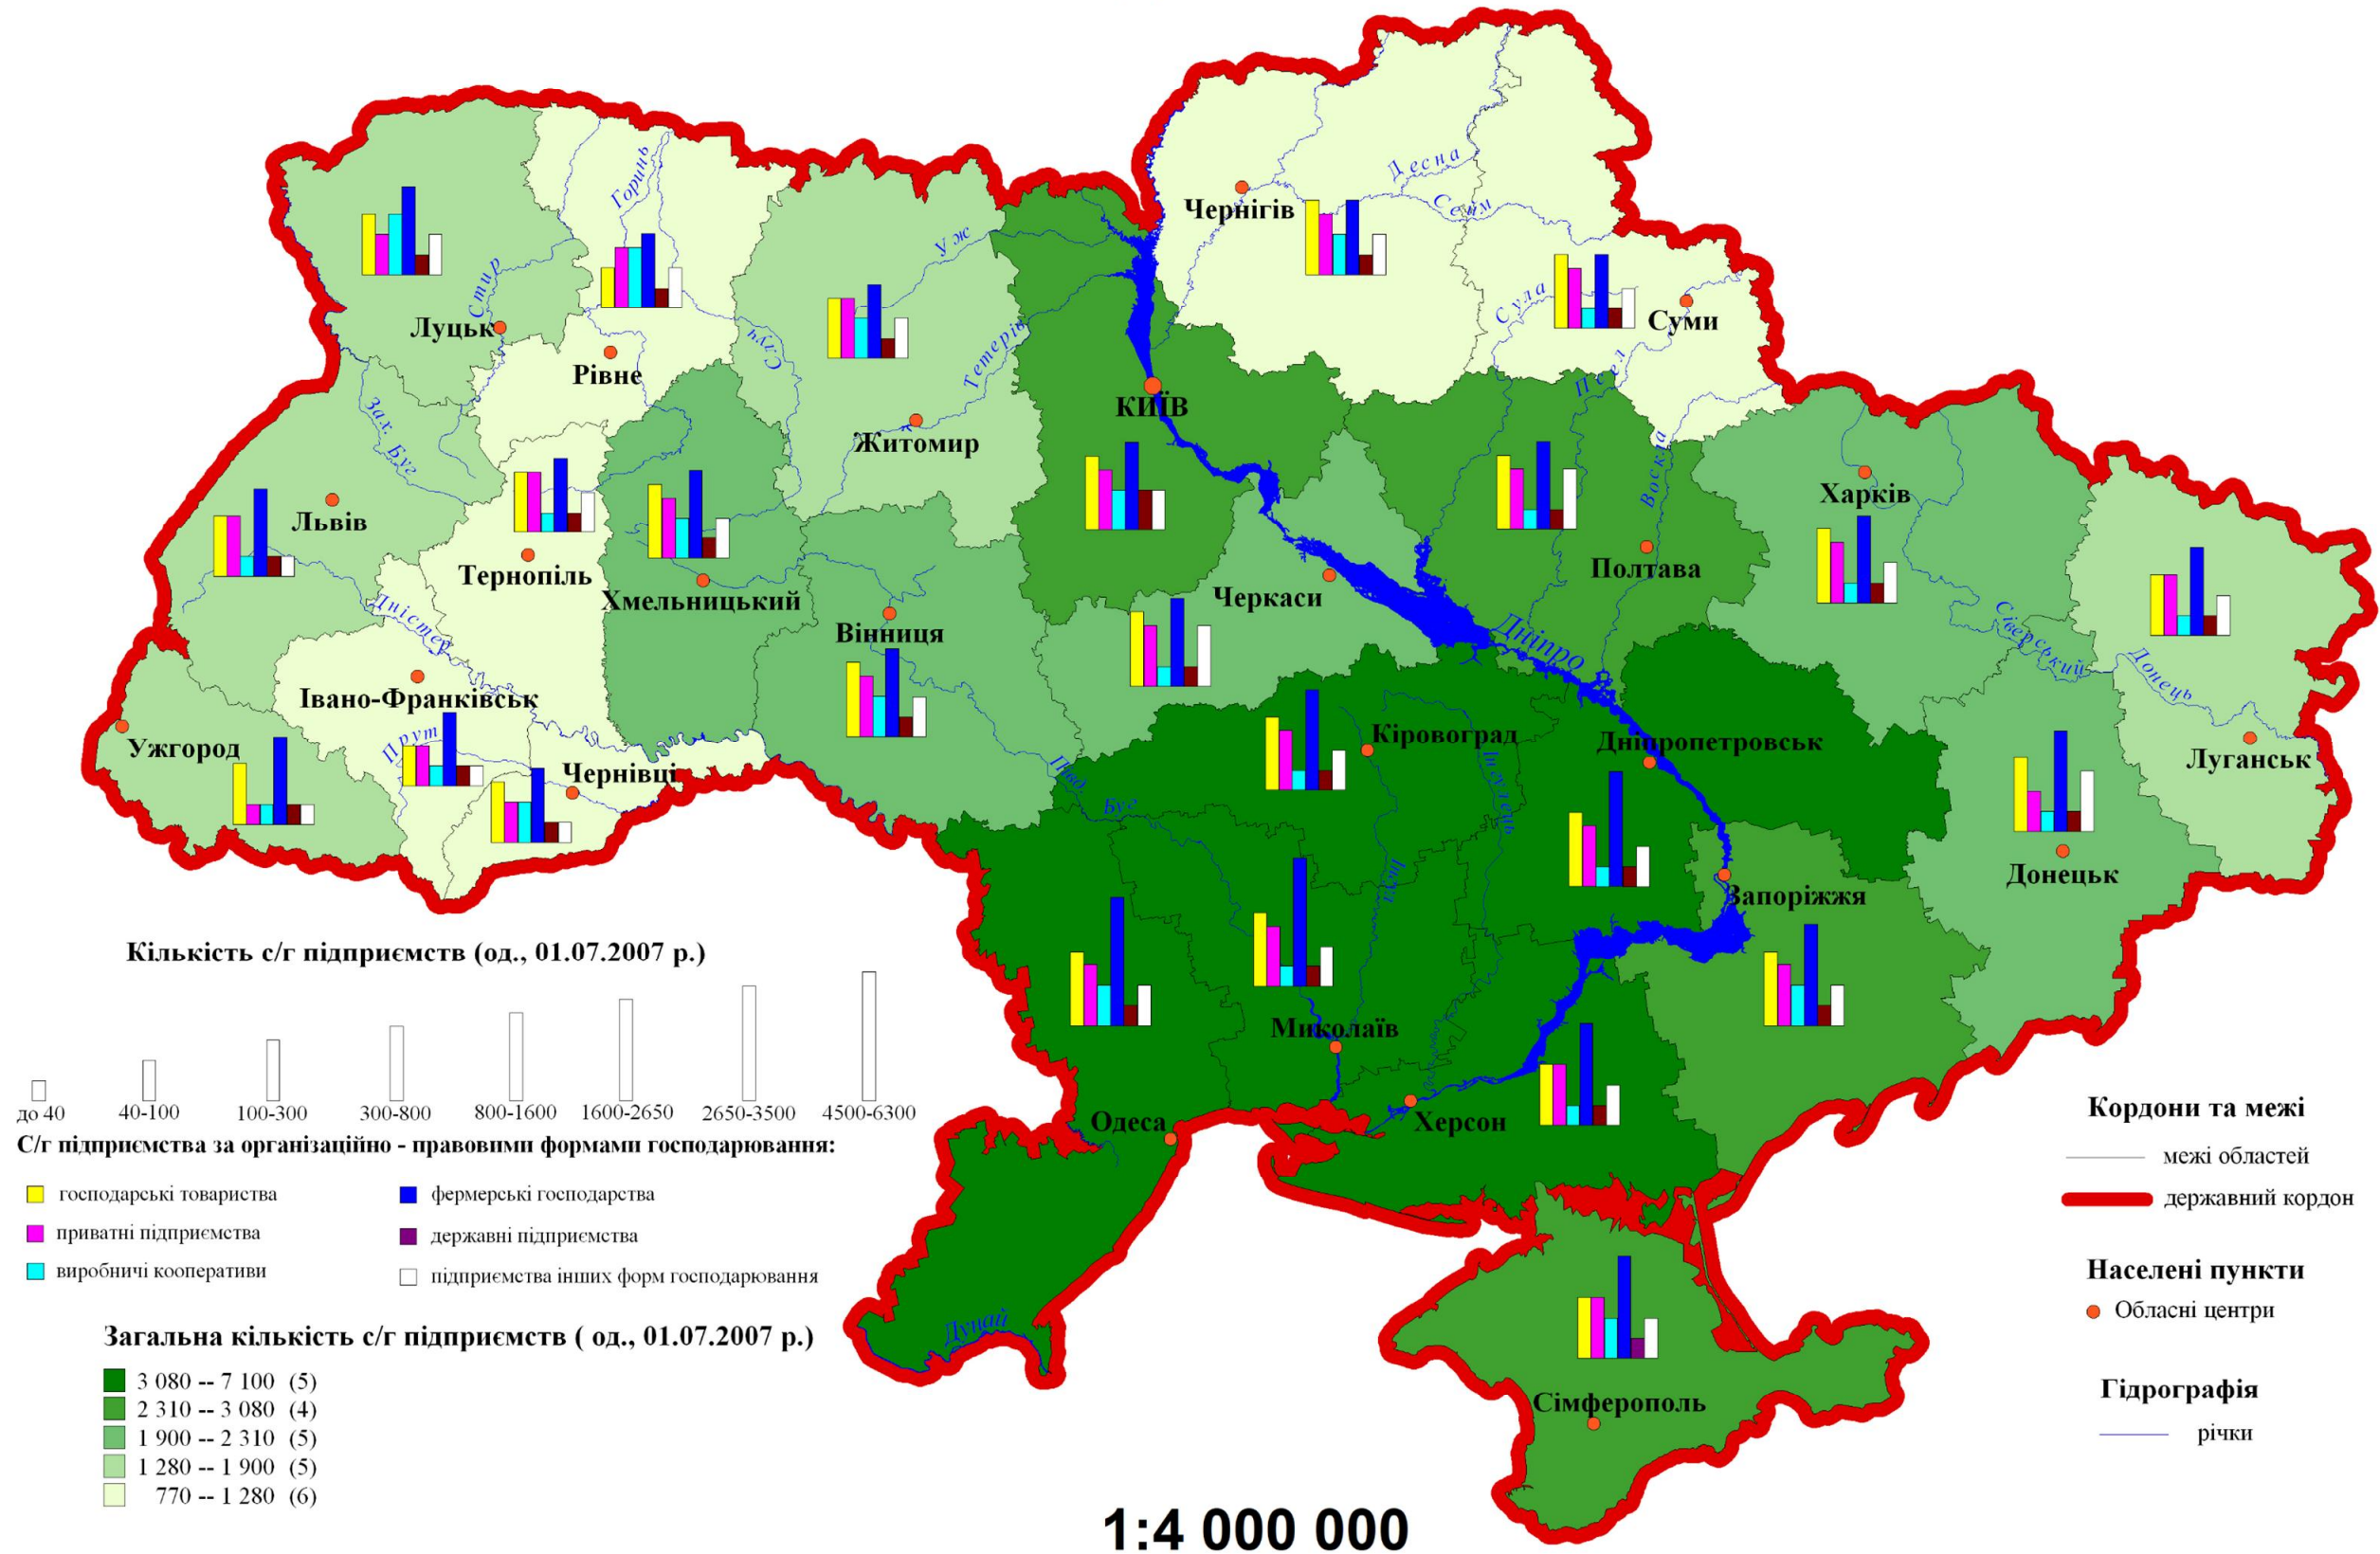 Чернігів
Десна
Сейм
Сула
Суми
Псел
Горинь
Стир
Луцьк
Рівне
Случ
Уж
Тетерів
Житомир
КИЇВ
Ворскла
Харків
Зах. Буг
Львів
Тернопіль
Хмельницький
Вінниця
Черкаси
Полтава
Дніпро
Сіверський Донець
Луганськ
Дністер
Івано-Франківськ
Ужгород
Прут
Чернівці
Півд. Буг
Кіровоград
Інгулець
Дніпропетровськ
Донецьк
Запоріжжя
Інгул
Миколаїв
Одеса
Херсон
Дунай
Сімферополь
Кількість с/г підприємств (од., 01.07.2007 р.)
до 40 40-100 100-300 300-800 800-1600 1600-2650 2650-3500 4500-6300
С/г підприємства за організаційно - правовими формами господарювання:
господарські товариства
приватні підприємства
виробничі кооперативи
фермерські господарства
державні підприємства
підприємства інших форм господарювання
Загальна кількість с/г підприємств ( од., 01.07.2007 р.)
3 080 -- 7 100 (5)
2 310 -- 3 080 (4)
1 900 -- 2 310 (5)
1 280 -- 1 900 (5)
770 -- 1 280 (6)
1:4 000 000
Кордони та межі
межі областей
державний кордон
Населені пункти
Обласні центри
Гідрографія
річки